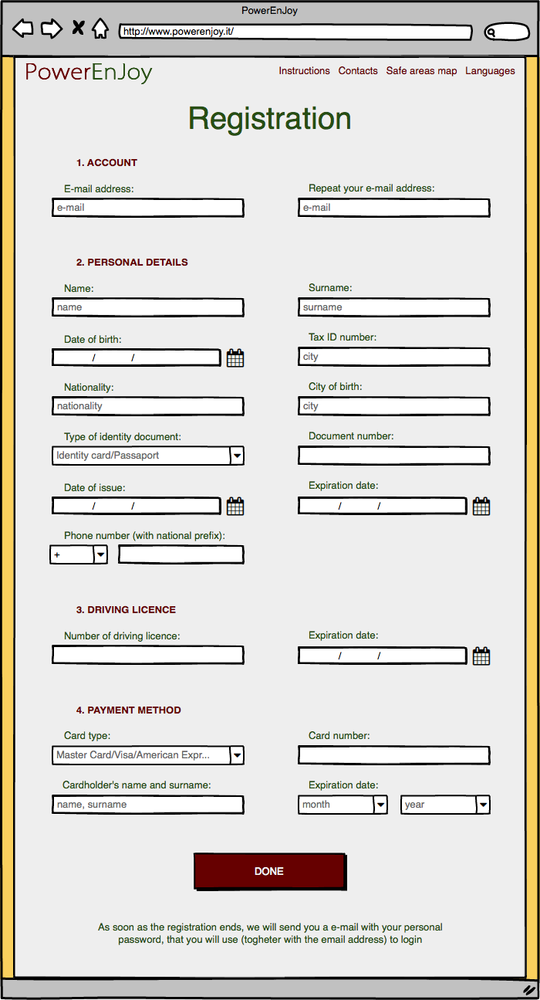 PowerEnJoy
http://www.powerenjoy.it/
PowerEnJoy
Instructions Contacts Safe areas map Languages
Registration
1. ACCOUNT
E-mail address: Repeat your e-mail address:
e-mail e-mail
2. PERSONAL DETAILS
Name: Surname:
name surname
Date of birth: Tax ID number:
/ / city
Nationality: City of birth:
nationality city
Type of identity document: Document number:
Identity card/Passaport
Date of issue: Expiration date:
/ / / /
Phone number (with national prefix):
+
3. DRIVING LICENCE
Number of driving licence: Expiration date:
/ /
4. PAYMENT METHOD
Card type: Card number:
Master Card/Visa/American Expr...
Cardholder's name and surname: Expiration date:
name, surname month year
DONE
As soon as the registration ends, we will send you a e-mail with your personal
password, that you will use (togheter with the email address) to login